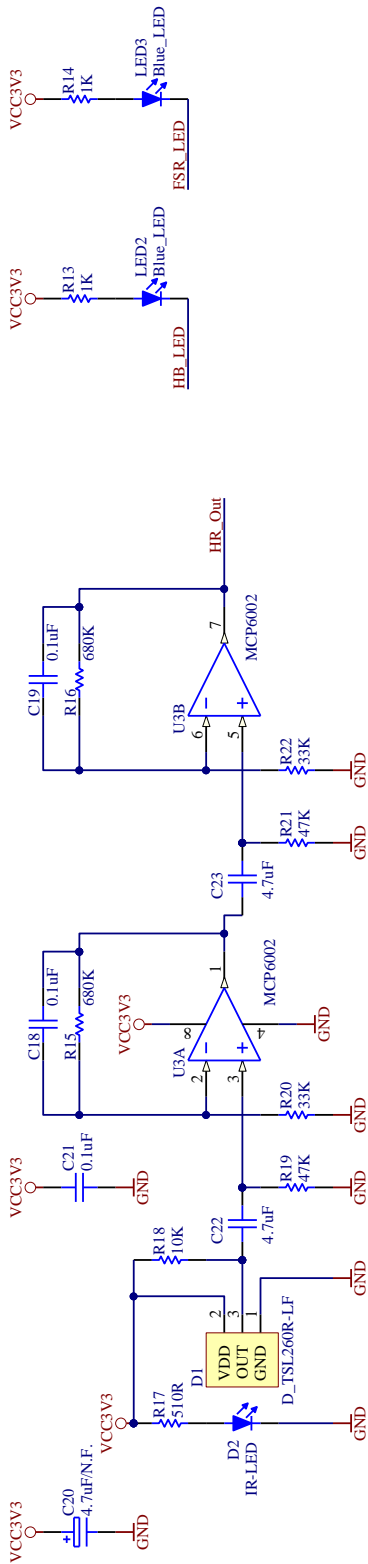 VCC3V3
C20
4.7uF/N.F.
GND
VCC3V3
R17
510R
D2
IR-LED
GND
D1
VDD
OUT
GND
2
3
1
D_TSL260R-LF
R18
10K
GND
C22
4.7uF
VCC3V3
C21
0.1uF
GND
R19
47K
GND
R20
33K
GND
C18
0.1uF
R15
680K
VCC3V3
U3A
2
3
8
4
1
MCP6002
GND
C23
4.7uF
R21
47K
GND
R22
33K
GND
C19
0.1uF
R16
680K
U3B
6
5
7
MCP6002
HR_Out
VCC3V3
R13
1K
LED2
Blue_LED
HB_LED
VCC3V3
R14
1K
LED3
Blue_LED
FSR_LED